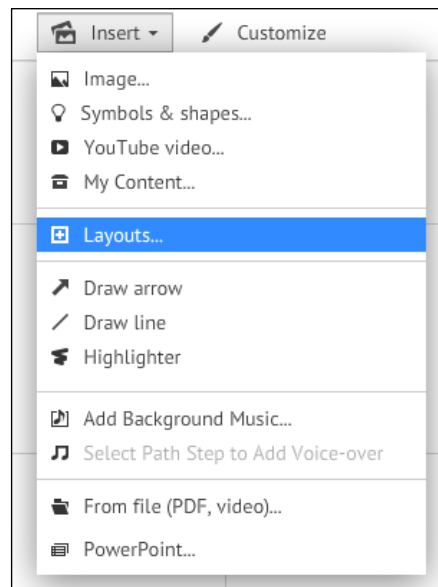 Insert
Customize
Image...
Symbols & shapes...
YouTube video...
My Content...
Layouts...
Draw arrow
Draw line
Highlighter
Add Background Music...
Select Path Step to Add Voice-over
From file (PDF, video)...
PowerPoint...